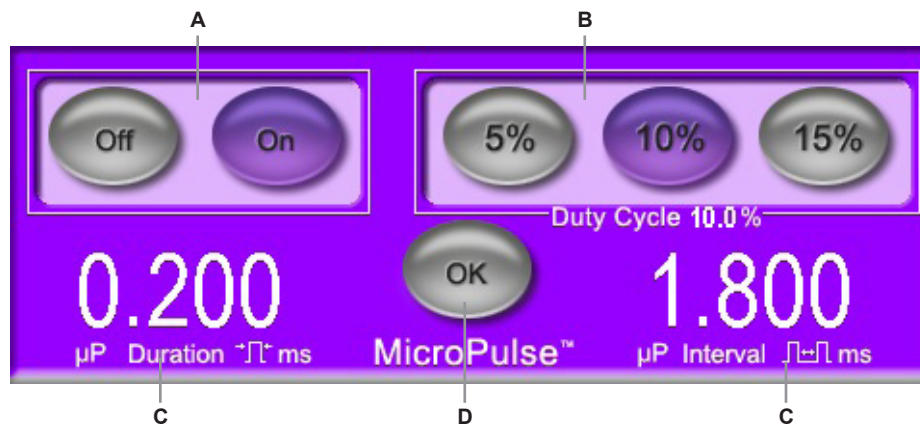 A B
Off On 5% 10% 15%
Duty Cycle 10.0%
0.200 OK 1.800
µP Duration ms MicroPulse™ µP Interval ms
C D C